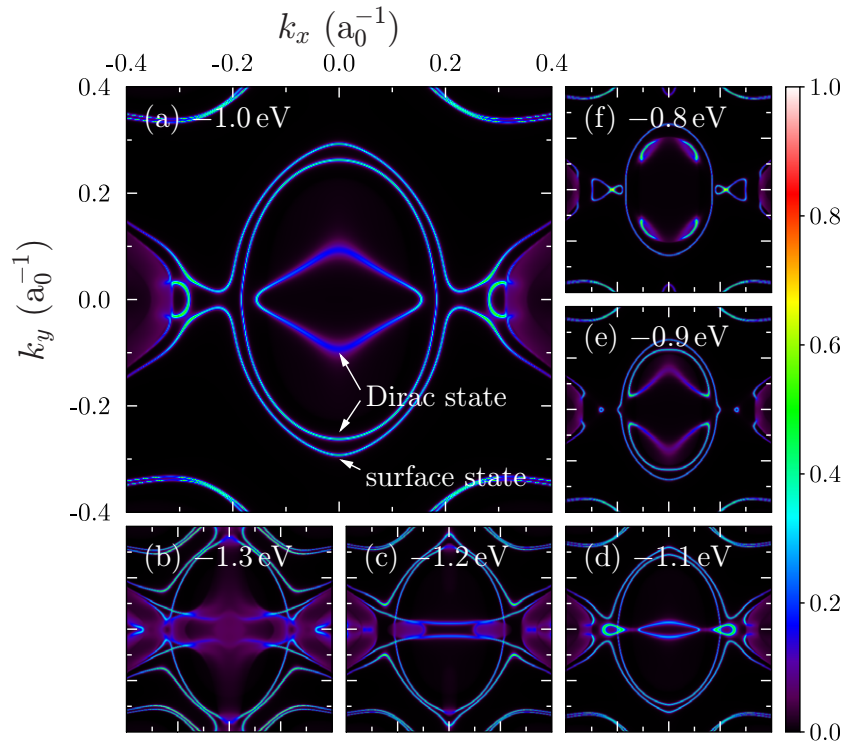 k_x (a_0^{-1})
-0.4 -0.2 0.0 0.2 0.4
k_y (a_0^{-1})
0.4
0.2
0.0
-0.2
-0.4
(a) −1.0 eV
Dirac state
surface state
(f) −0.8 eV
(e) −0.9 eV
(b) −1.3 eV
(c) −1.2 eV
(d) −1.1 eV
1.0
0.8
0.6
0.4
0.2
0.0